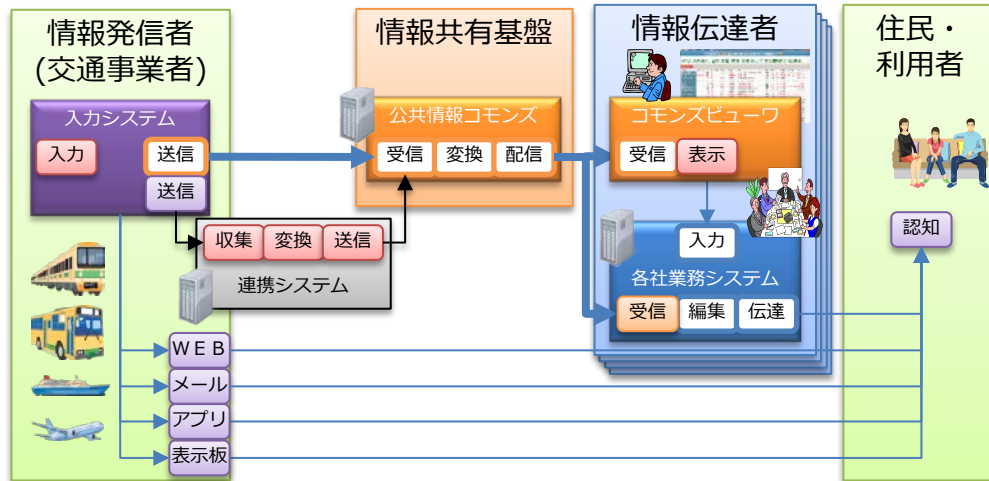 情報発信者
(交通事業者)
入力システム
入力
送信
送信
収集
変換
送信
連携システム
ＷＥＢ
メール
アプリ
表示板
情報共有基盤
公共情報コモンズ
受信
変換
配信
情報伝達者
コモンズビューワ
受信
表示
入力
各社業務システム
受信
編集
伝達
住民・
利用者
認知